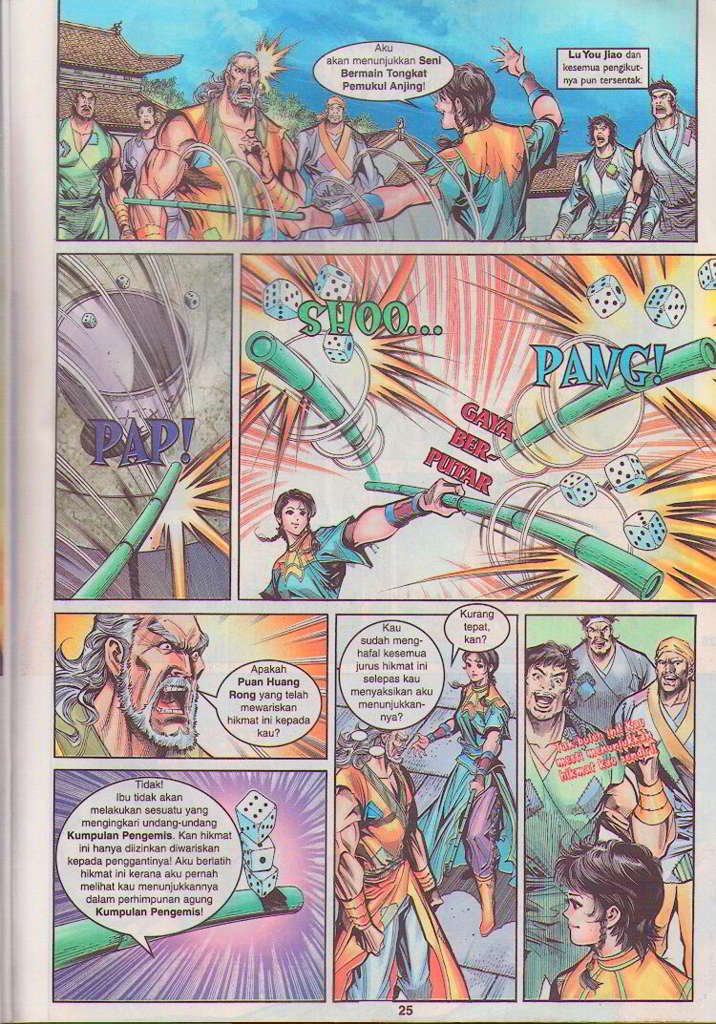 Aku
akan menunjukkan Seni
Bermain Tongkat
Pemukul Anjing!
Lu You Jiao dan
kesemua pengikut-
nya pun tersentak.
PAP!
SHOO...
PANG!
GAYA
BER-
PUTAR
Apakah
Puan Huang
Rong yang telah
mewariskan
hikmat ini kepada
kau?
Tidak!
Ibu tidak akan
melakukan sesuatu yang
mengingkari undang-undang
Kumpulan Pengemis. Kan hikmat
ini hanya diizinkan diwariskan
kepada penggantinya! Aku berlatih
hikmat ini kerana aku pernah
melihat kau menunjukkannya
dalam perhimpunan agung
Kumpulan Pengemis!
Kau
sudah meng-
hafal kesemua
jurus hikmat ini
selepas kau
menyaksikan aku
menunjukkan-
nya?
Kurang
tepat,
kan?
mesti menunjukkan
hikmat
25